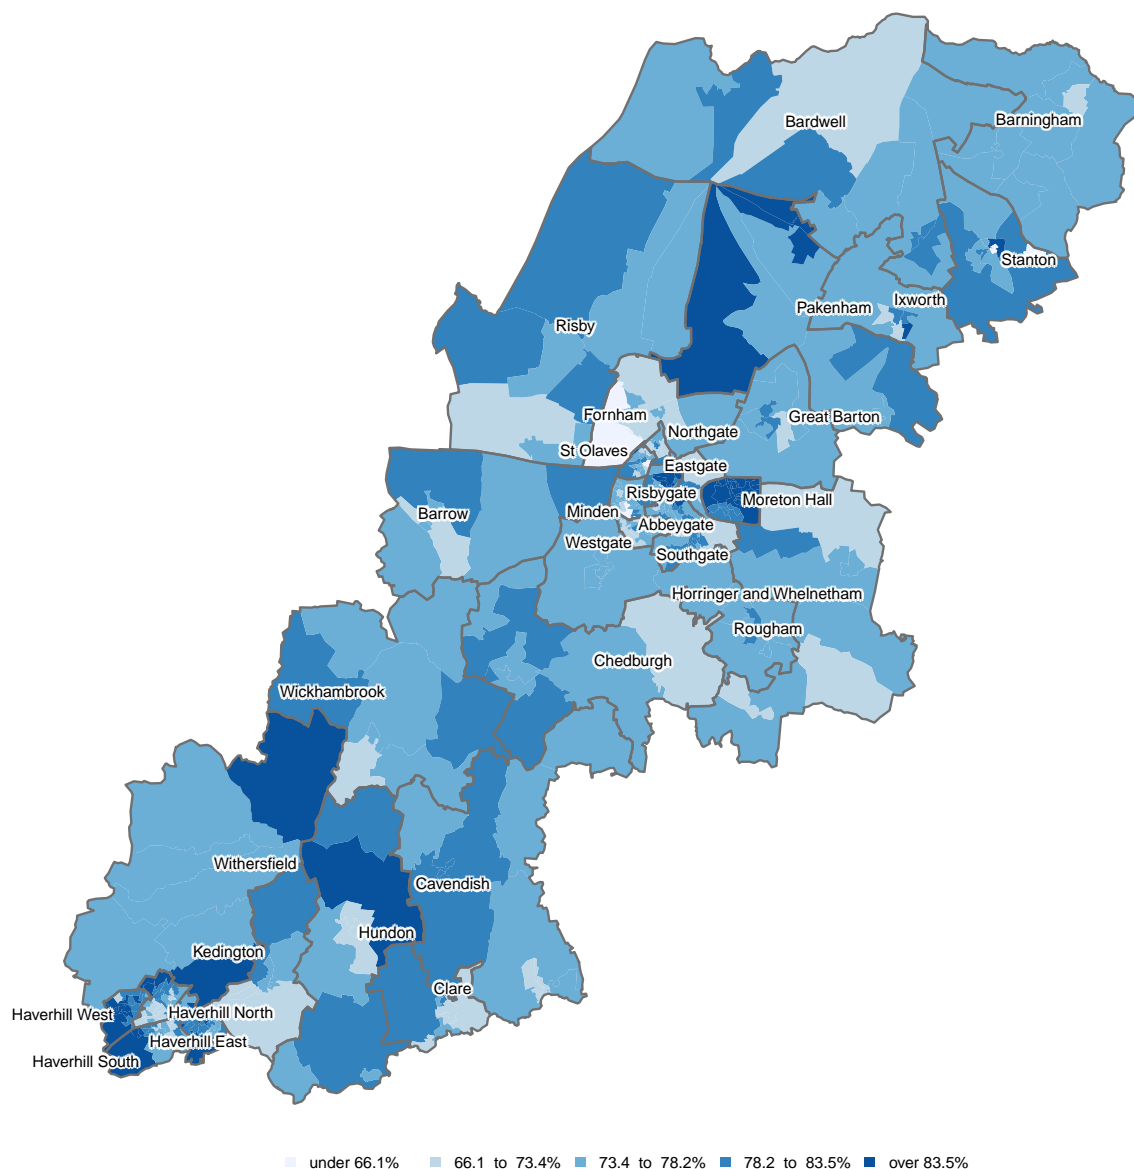 Bardwell
Barningham
Stanton
Ixworth
Pakenham
Risby
Fornham
Great Barton
Northgate
St Olaves
Eastgate
Risbygate
Moreton Hall
Minden
Barrow
Abbeygate
Westgate
Southgate
Horringer and Whelnetham
Rougham
Chedburgh
Wickhambrook
Withersfield
Cavendish
Hundon
Kedington
Clare
Haverhill West
Haverhill North
Haverhill East
Haverhill South
under 66.1% 66.1 to 73.4% 73.4 to 78.2% 78.2 to 83.5% over 83.5%